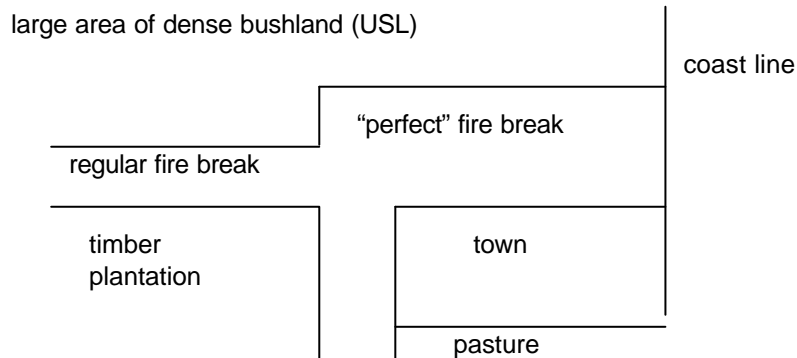 large area of dense bushland (USL)
coast line
“perfect” fire break
regular fire break
timber
plantation
town
pasture